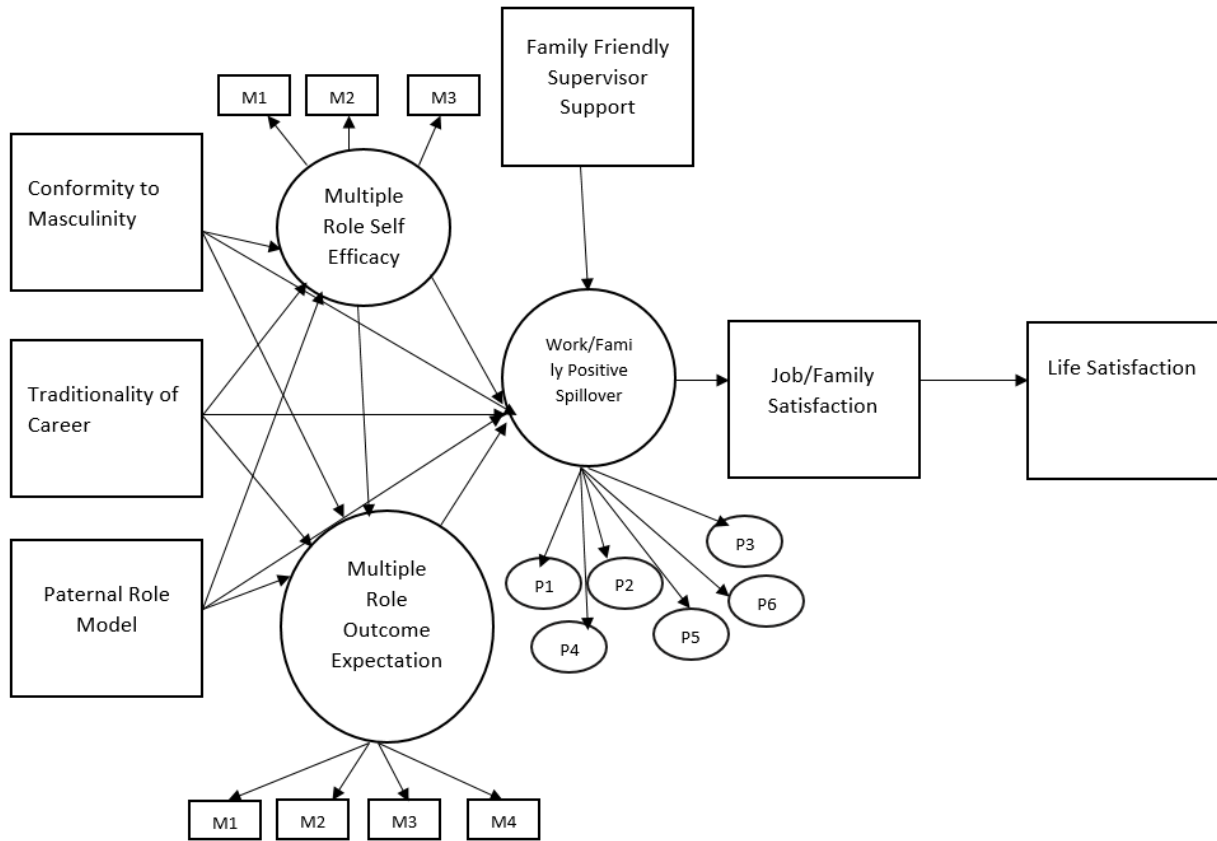 Family Friendly
Supervisor
Support
M1
M2
M3
Conformity to
Masculinity
Multiple
Role Self
Efficacy
Traditionality of
Career
Work/Fami
ly Positive
Spillover
Job/Family
Satisfaction
Life Satisfaction
Paternal Role
Model
Multiple
Role
Outcome
Expectation
P1
P2
P3
P4
P5
P6
M1
M2
M3
M4